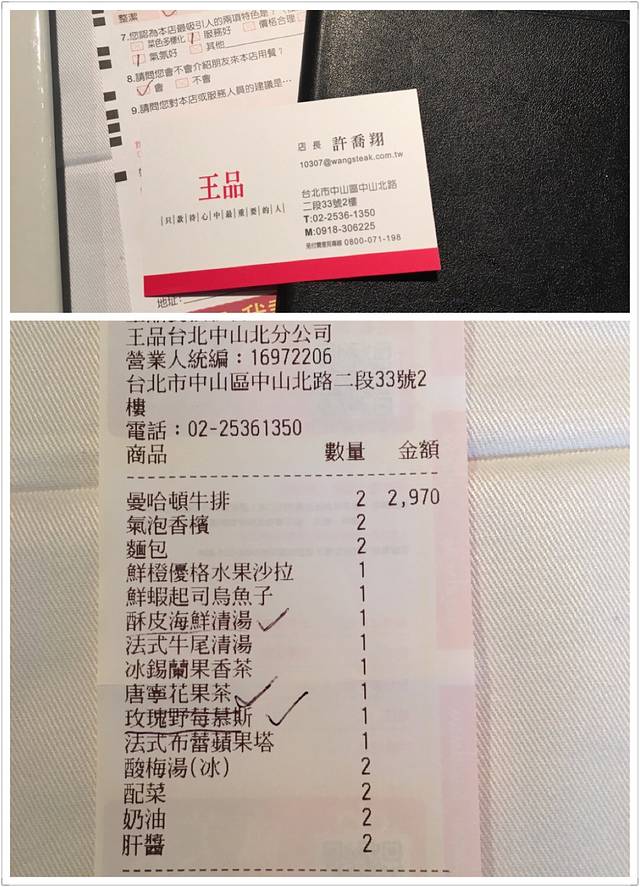 整潔
7.您認為本店最吸引人的兩項特色是？
菜色多樣化 服務好 價格合理
氣氛好 其他
8.請問您會不會介紹朋友來本店用餐？
會 不會
9.請問您對本店或服務人員的建議是…
地址：
王品
|只|款|待|心|中|最|重|要|的|人|
店 長 許喬翔
10307@wangsteak.com.tw
台北市中山區中山北路
二段33號2樓
T:02-2536-1350
M:0918-306225
免付費意見專線 0800-071-198
王品台北中山北分公司
營業人統編：16972206
台北市中山區中山北路二段33號2
樓
電話：02-25361350
商品 數量 金額
曼哈頓牛排 2 2,970
氣泡香檳 2
麵包 2
鮮橙優格水果沙拉 1
鮮蝦起司烏魚子 1
酥皮海鮮清湯 1
法式牛尾清湯 1
冰錫蘭果香茶 1
唐寧花果茶 1
玫瑰野莓慕斯 1
法式布蕾蘋果塔 1
酸梅湯(冰) 2
配菜 2
奶油 2
肝醬 2